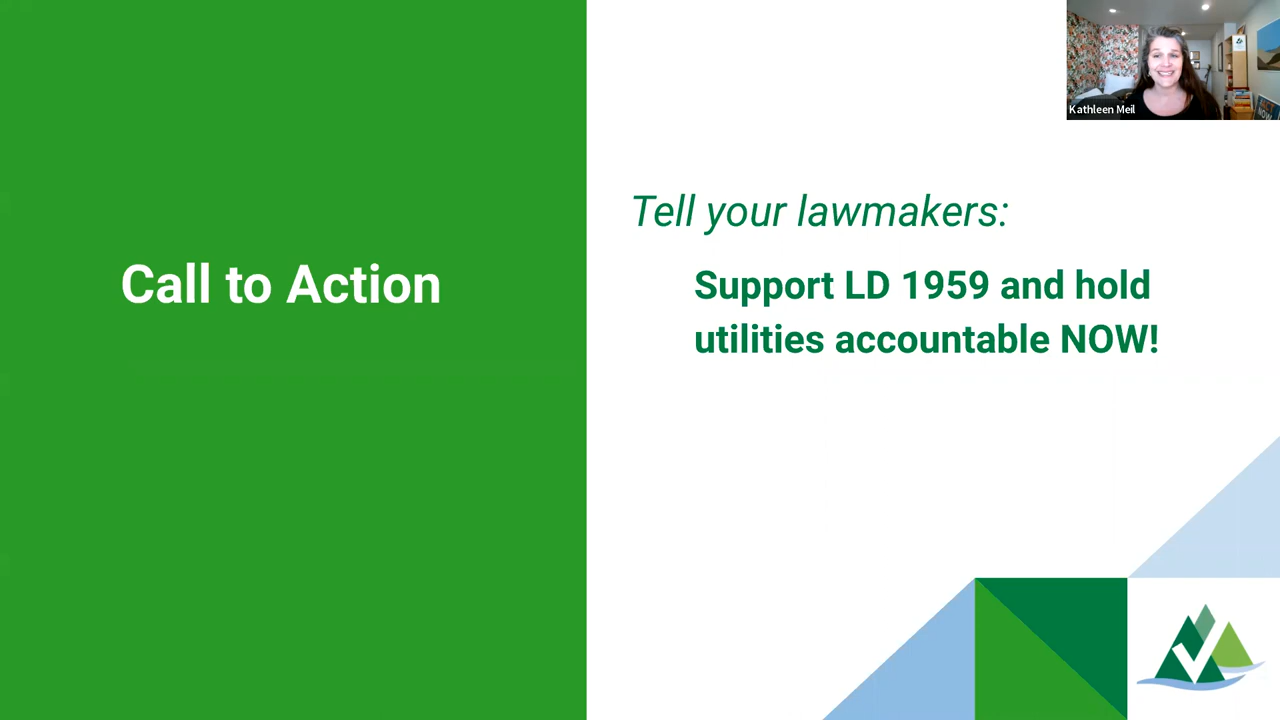 Kathleen Meil
Tell your lawmakers:
Call to Action
Support LD 1959 and hold
utilities accountable NOW!